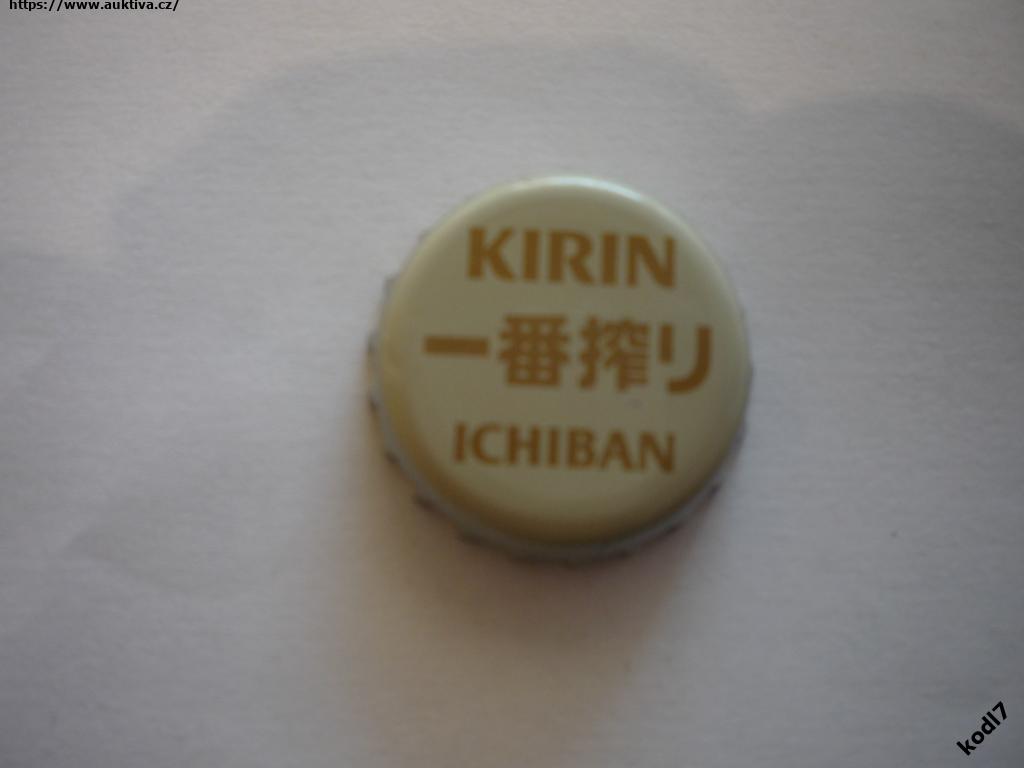 https://www.auktiva.cz/
KIRIN
一番搾り
ICHIBAN
kodl7